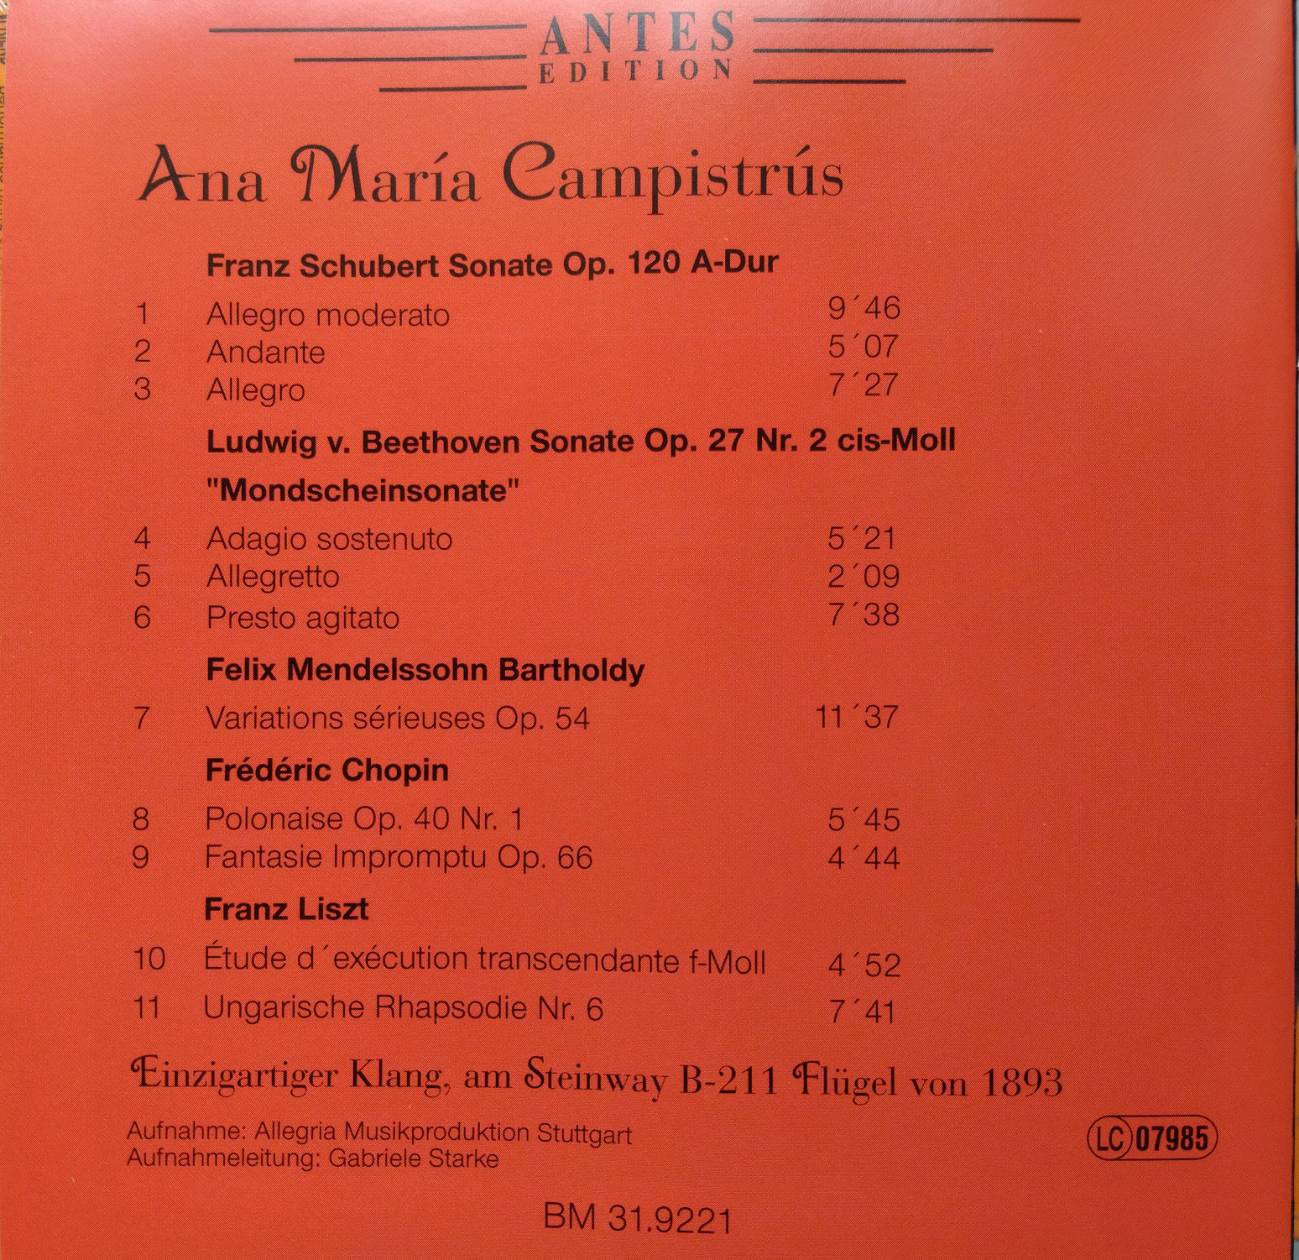 ANTES
EDITION
Ana María Campistrús
Franz Schubert Sonate Op. 120 A-Dur
1 Allegro moderato 9´46
2 Andante 5´07
3 Allegro 7´27
Ludwig v. Beethoven Sonate Op. 27 Nr. 2 cis-Moll
"Mondscheinsonate"
4 Adagio sostenuto 5´21
5 Allegretto 2´09
6 Presto agitato 7´38
Felix Mendelssohn Bartholdy
7 Variations sérieuses Op. 54 11´37
Frédéric Chopin
8 Polonaise Op. 40 Nr. 1 5´45
9 Fantasie Impromptu Op. 66 4´44
Franz Liszt
10 Étude d´exécution transcendante f-Moll 4´52
11 Ungarische Rhapsodie Nr. 6 7´41
Einzigartiger Klang, am Steinway B-211 Flügel von 1893
Aufnahme: Allegria Musikproduktion Stuttgart
Aufnahmeleitung: Gabriele Starke
LC 07985
BM 31.9221